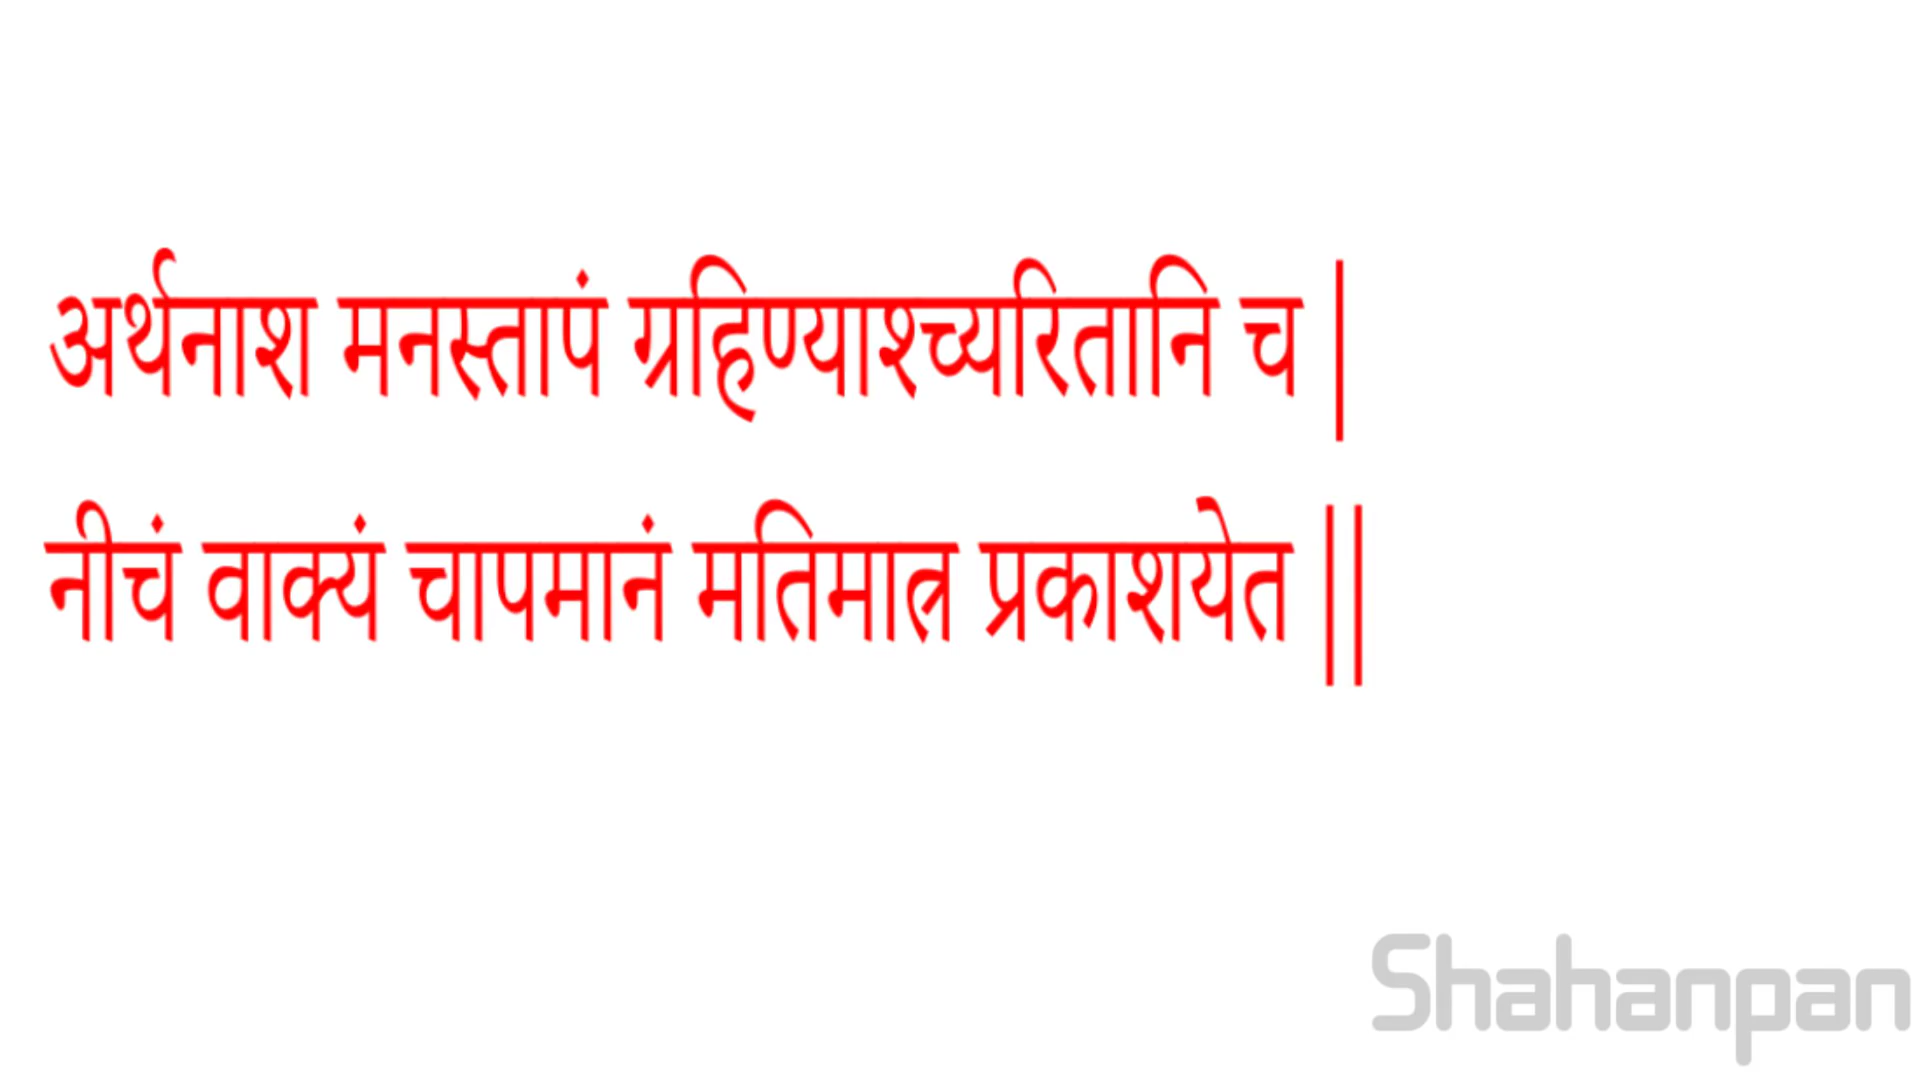 अर्थनाश मनस्तापं ग्रहिण्याश्च्यरितानि च |
नीचं वाक्यं चापमानं मतिमात्र प्रकाशयेत ||
Shahanpan